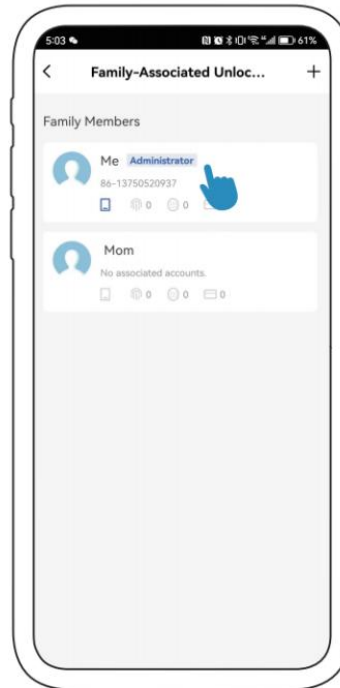 5:03 61%
Family-Associated Unloc...
Family Members
Me Administrator
86-13750520937
0 0
Mom
No associated accounts.
0 0 0